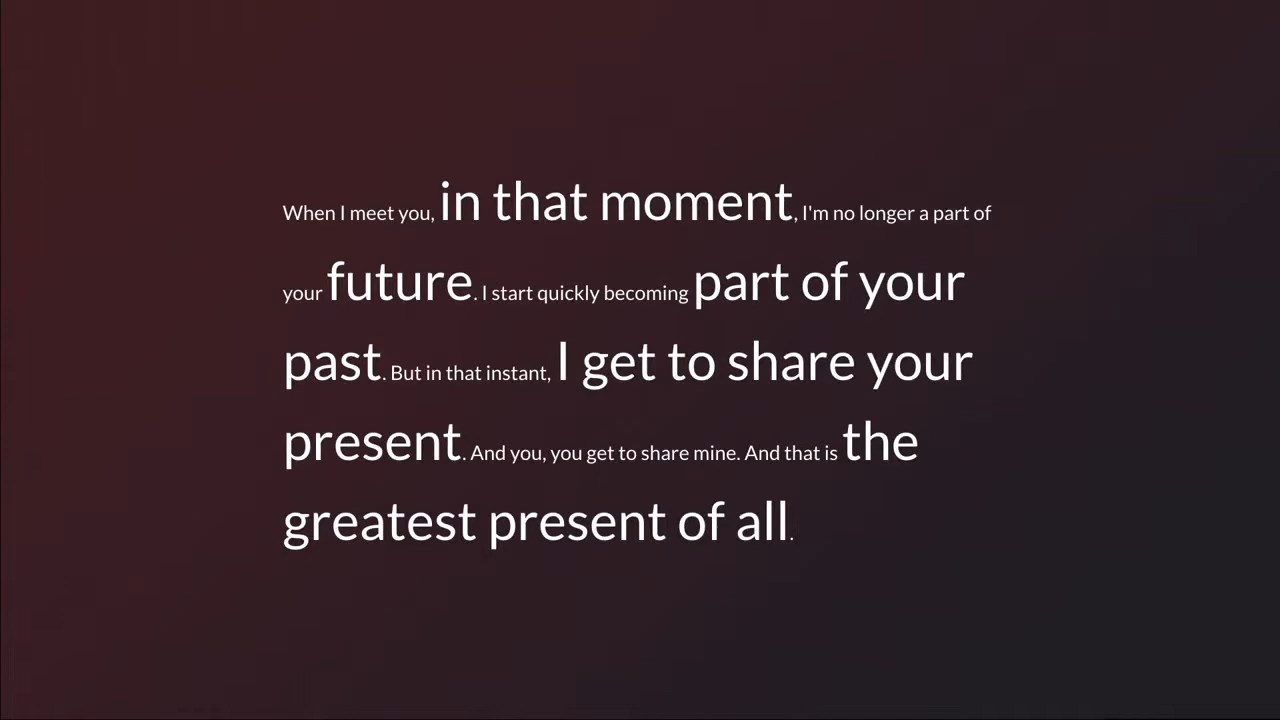 When I meet you, in that moment, I'm no longer a part of
your future. I start quickly becoming part of your
past. But in that instant, I get to share your
present. And you, you get to share mine. And that is the
greatest present of all.